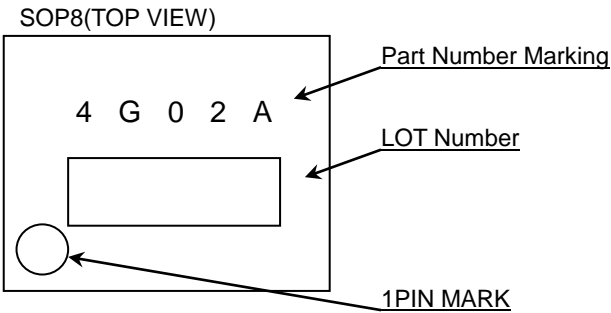 SOP8(TOP VIEW)
Part Number Marking
4 G 0 2 A
LOT Number
1PIN MARK